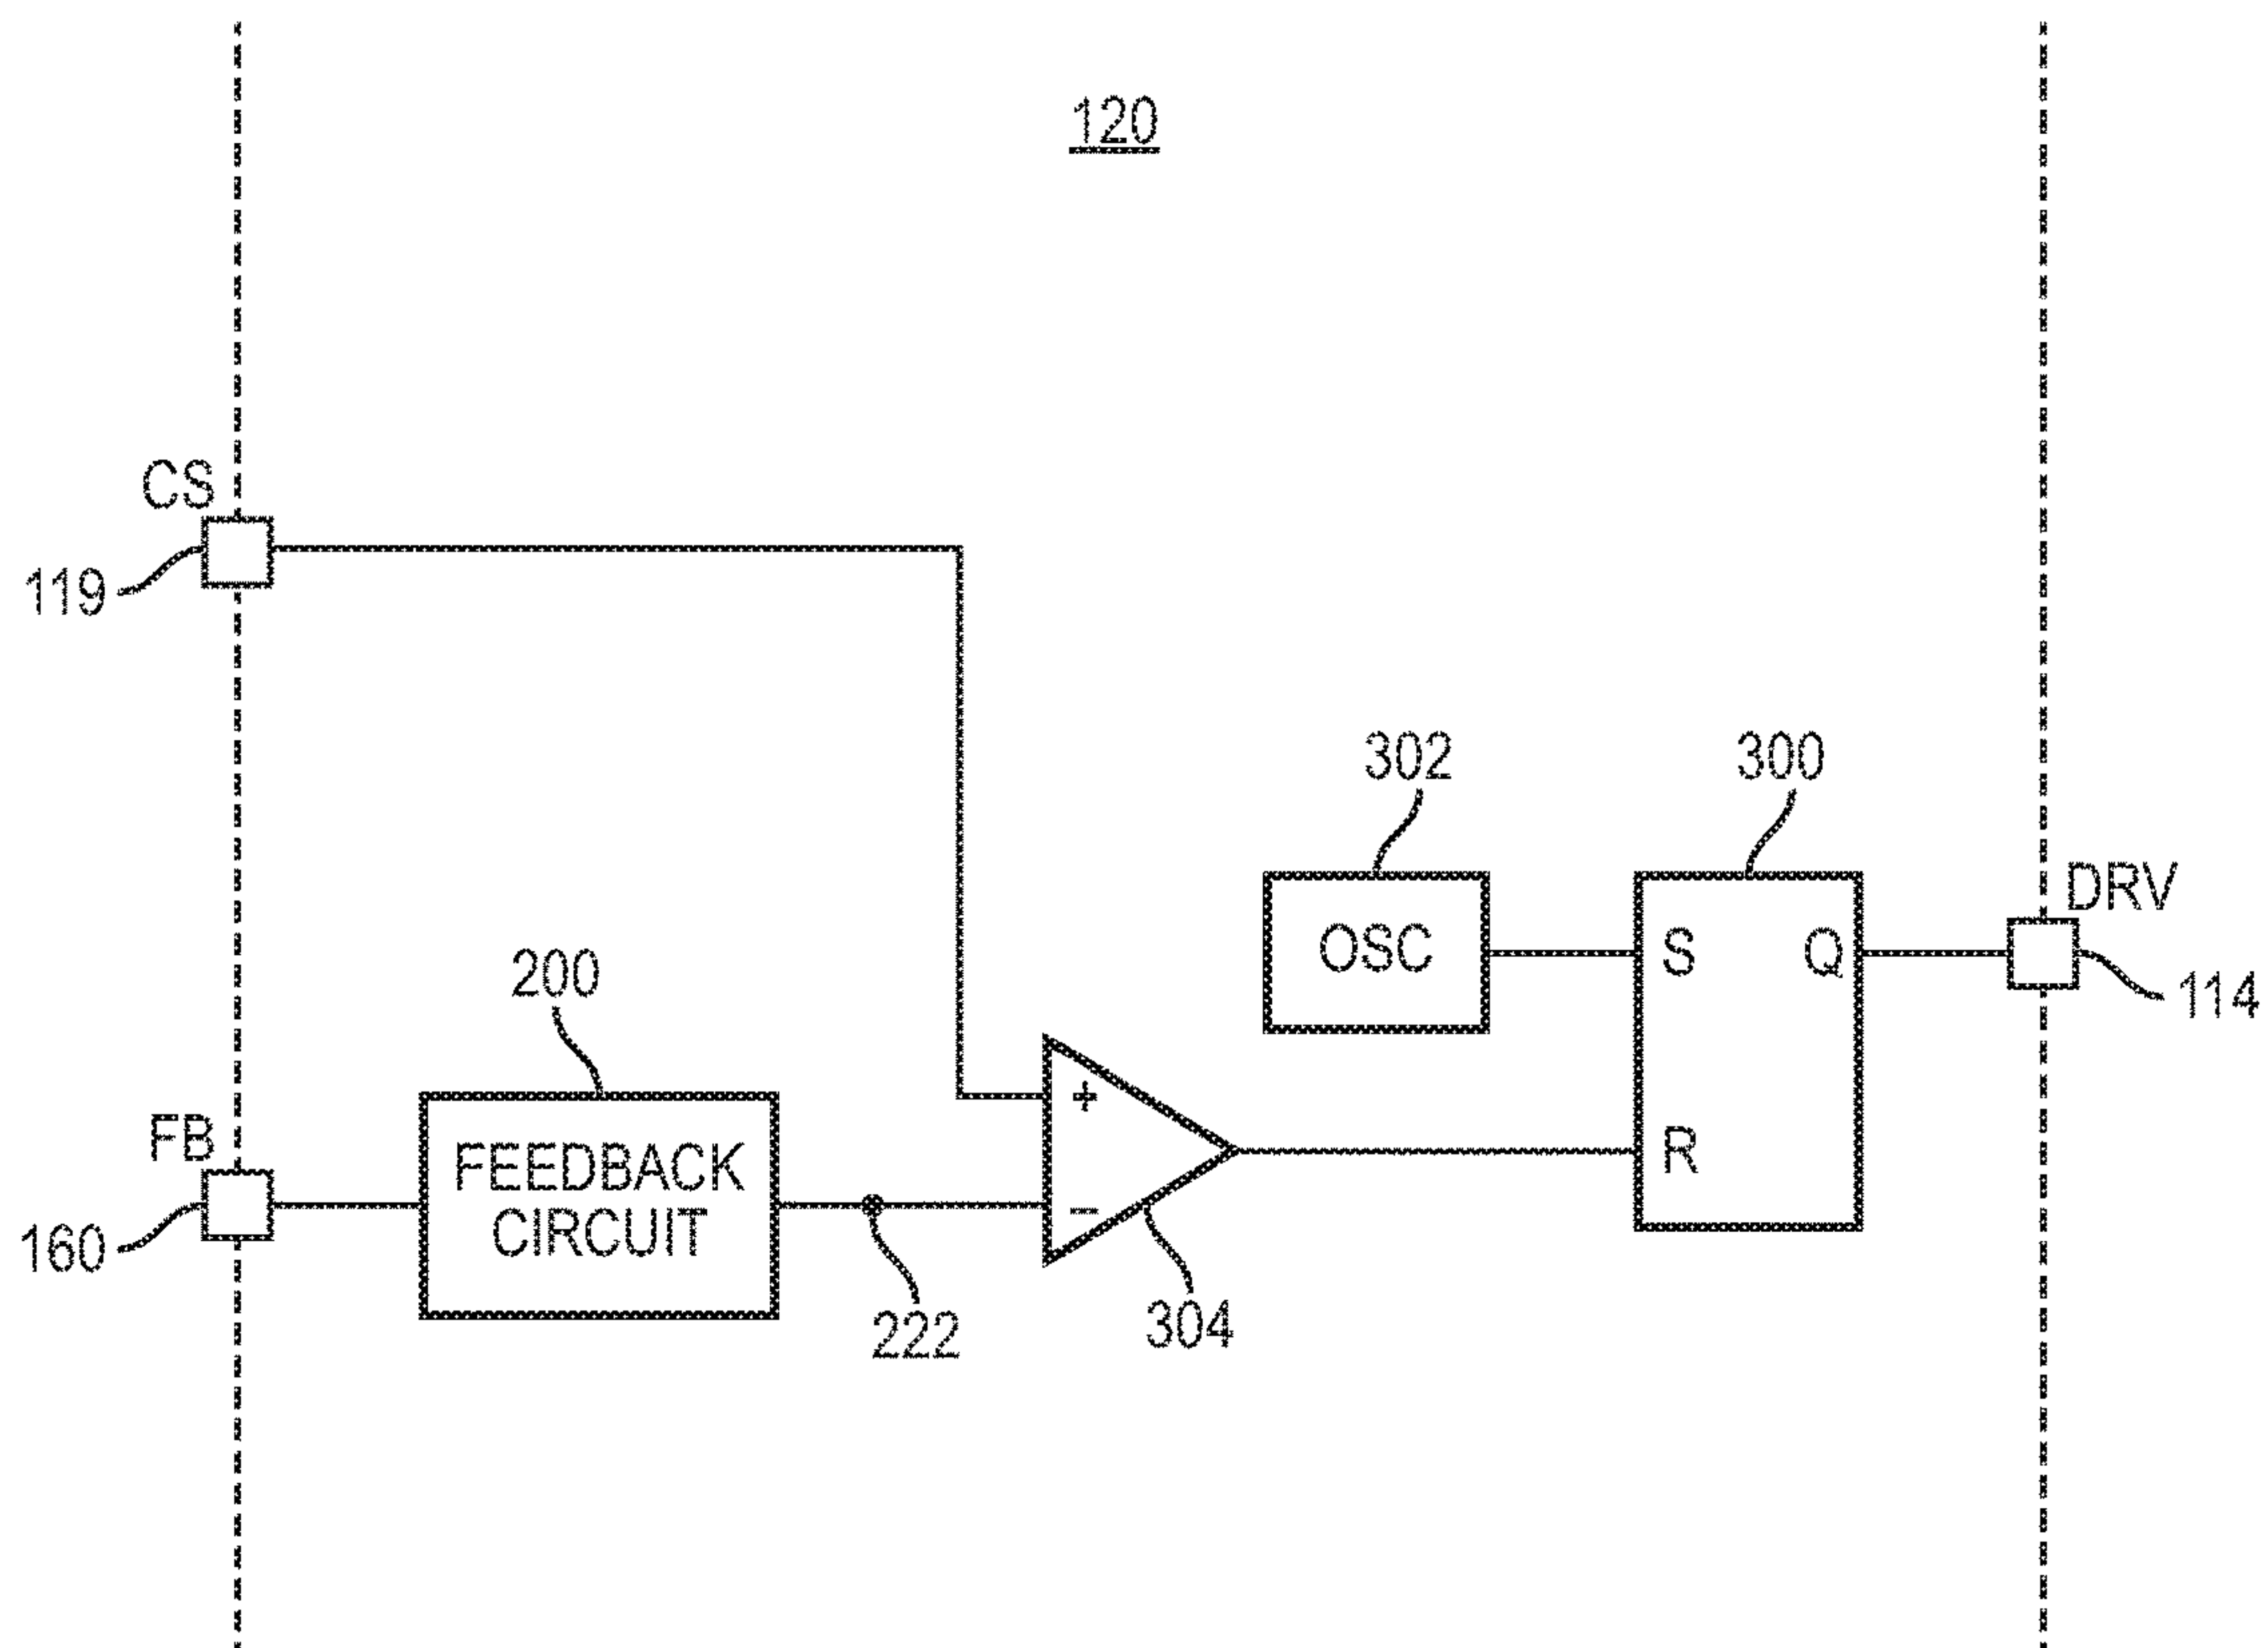 120
CS
119
302
300
DRV
OSC
S
Q
200
114
+
FB
FEEDBACK
CIRCUIT
R
−
160
222
304